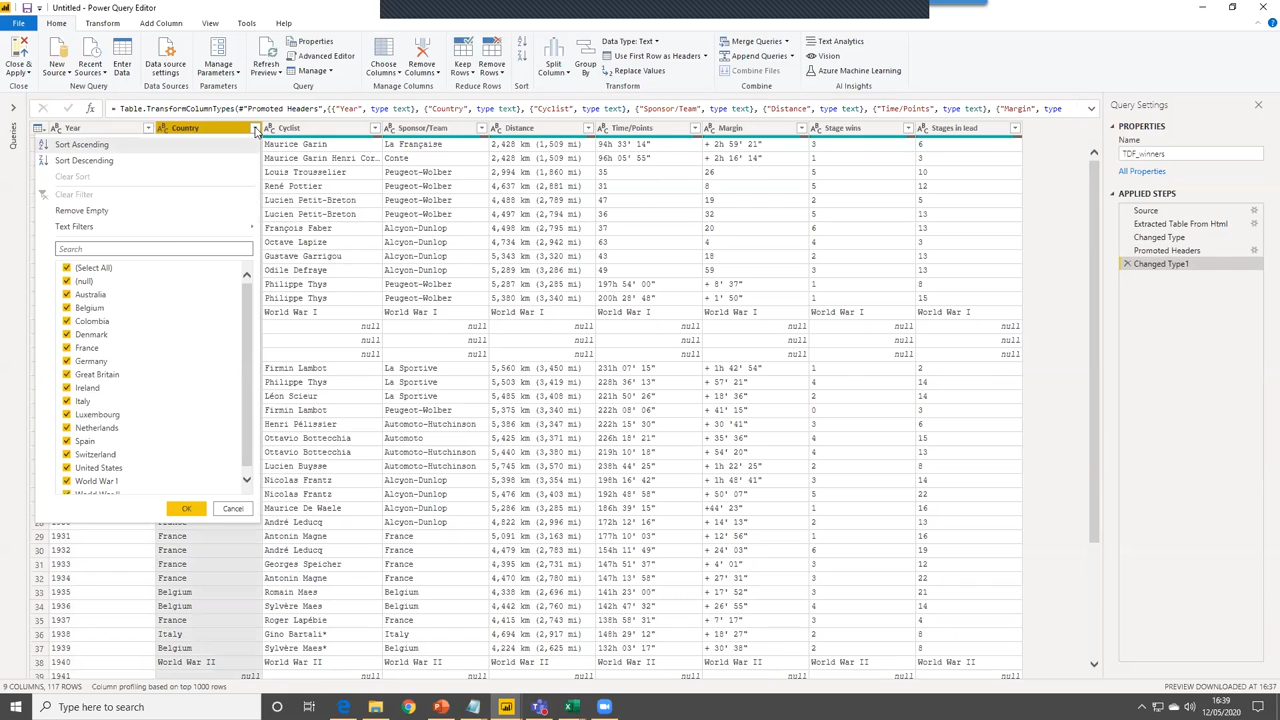 Untitled - Power Query Editor
File Home Transform Add Column View Tools Help
Close & Apply New Source Recent Sources Enter Data Data source settings Manage Parameters Refresh Preview Properties Advanced Editor Manage Choose Columns Remove Columns Keep Rows Remove Rows Split Column Group By Data Type: Text Use First Row as Headers Replace Values Merge Queries Append Queries Combine Files Text Analytics Vision Azure Machine Learning
Close New Query Data Sources Parameters Query Manage Columns Reduce Rows Sort Transform Combine AI Insights
= Table.TransformColumnTypes(#"Promoted Headers",{{"Year", type text}, {"Country", type text}, {"Cyclist", type text}, {"Sponsor/Team", type text}, {"Distance", type text}, {"Time/Points", type text}, {"Margin", type
Queries
Year Country Cyclist Sponsor/Team Distance Time/Points Margin Stage wins Stages in lead
Sort Ascending
Sort Descending
Clear Sort
Clear Filter
Remove Empty
Text Filters
Search
(Select All)
(null)
Australia
Belgium
Colombia
Denmark
France
Germany
Great Britain
Ireland
Italy
Luxembourg
Netherlands
Spain
Switzerland
United States
World War I
OK Cancel
Maurice Garin La Française 2,428 km (1,509 mi) 94h 33' 14" + 2h 59' 21" 3 6
Maurice Garin Henri Cor... Conte 2,428 km (1,509 mi) 96h 05' 55" + 2h 16' 14" 1 3
Louis Trousselier Peugeot-Wolber 2,994 km (1,860 mi) 35 26 5 10
René Pottier Peugeot-Wolber 4,637 km (2,881 mi) 31 8 5 12
Lucien Petit-Breton Peugeot-Wolber 4,488 km (2,789 mi) 47 19 2 5
Lucien Petit-Breton Peugeot-Wolber 4,497 km (2,794 mi) 36 32 5 13
François Faber Alcyon-Dunlop 4,498 km (2,795 mi) 37 20 6 13
Octave Lapize Alcyon-Dunlop 4,734 km (2,942 mi) 63 4 4 3
Gustave Garrigou Alcyon-Dunlop 5,343 km (3,320 mi) 43 18 2 13
Odile Defraye Alcyon-Dunlop 5,289 km (3,286 mi) 49 59 3 13
Philippe Thys Peugeot-Wolber 5,287 km (3,285 mi) 197h 54' 00" + 8' 37" 1 8
Philippe Thys Peugeot-Wolber 5,380 km (3,340 mi) 200h 28' 48" + 1' 50" 1 15
World War I World War I World War I World War I World War I World War I World War I
null null null null null null null
null null null null null null null
null null null null null null null
Firmin Lambot La Sportive 5,560 km (3,450 mi) 231h 07' 15" + 1h 42' 54" 1 2
Philippe Thys La Sportive 5,503 km (3,419 mi) 228h 36' 13" + 57' 21" 4 14
Léon Scieur La Sportive 5,485 km (3,408 mi) 221h 50' 26" + 18' 36" 2 14
Firmin Lambot Peugeot-Wolber 5,375 km (3,340 mi) 222h 08' 06" + 41' 15" 0 3
Henri Pélissier Automoto-Hutchinson 5,386 km (3,347 mi) 222h 15' 30" + 30 '41" 3 6
Ottavio Bottecchia Automoto 5,425 km (3,371 mi) 226h 18' 21" + 35' 36" 4 15
Ottavio Bottecchia Automoto-Hutchinson 5,440 km (3,380 mi) 219h 10' 18" + 54' 20" 4 13
Lucien Buysse Automoto-Hutchinson 5,745 km (3,570 mi) 238h 44' 25" + 1h 22' 25" 2 8
Nicolas Frantz Alcyon-Dunlop 5,398 km (3,354 mi) 198h 16' 42" + 1h 48' 41" 3 14
Nicolas Frantz Alcyon-Dunlop 5,476 km (3,403 mi) 192h 48' 58" + 50' 07" 5 22
Maurice De Waele Alcyon-Dunlop 5,286 km (3,285 mi) 186h 39' 15" +44' 23" 1 16
André Leducq Alcyon-Dunlop 4,822 km (2,996 mi) 172h 12' 16" + 14' 13" 2 13
29 1931 France Antonin Magne France 5,091 km (3,163 mi) 177h 10' 03" + 12' 56" 1 16
30 1932 France André Leducq France 4,479 km (2,783 mi) 154h 11' 49" + 24' 03" 6 19
31 1933 France Georges Speicher France 4,395 km (2,731 mi) 147h 51' 37" + 4' 01" 3 12
32 1934 France Antonin Magne France 4,470 km (2,780 mi) 147h 13' 58" + 27' 31" 3 22
33 1935 Belgium Romain Maes Belgium 4,338 km (2,696 mi) 141h 23' 00" + 17' 52" 3 21
34 1936 Belgium Sylvère Maes Belgium 4,442 km (2,760 mi) 142h 47' 32" + 26' 55" 4 14
35 1937 France Roger Lapébie France 4,415 km (2,743 mi) 138h 58' 31" + 7' 17" 3 4
36 1938 Italy Gino Bartali* Italy 4,694 km (2,917 mi) 148h 29' 12" + 18' 27" 2 8
37 1939 Belgium Sylvère Maes* Belgium 4,224 km (2,625 mi) 132h 03' 17" + 30' 38" 2 8
38 1940 World War II World War II World War II World War II World War II World War II World War II World War II
39 1941 null null null null null null null null
Query Settings
PROPERTIES
Name
TDF_winners
All Properties
APPLIED STEPS
Source
Extracted Table From Html
Changed Type
Promoted Headers
Changed Type1
9 COLUMNS, 117 ROWS Column profiling based on top 1000 rows
PREVIEW DOWNLOADED AT 16:37
Type here to search
16:39
12/05/2020